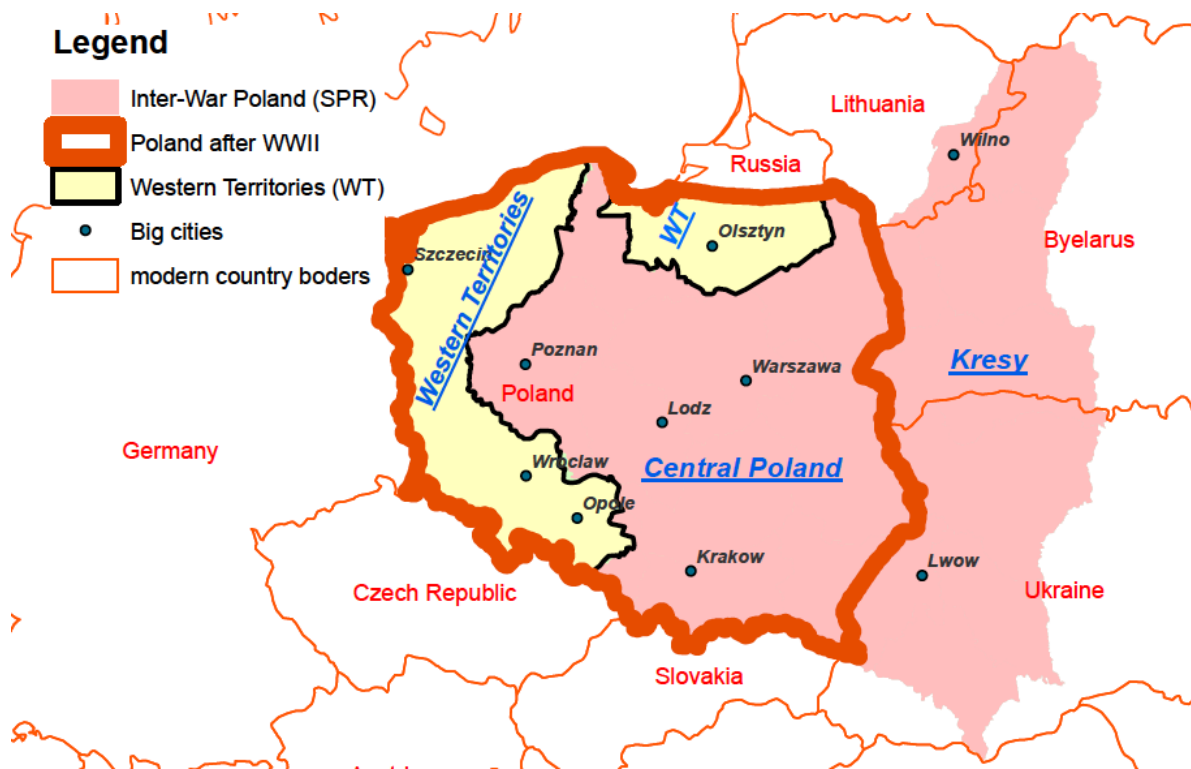 Legend
Inter-War Poland (SPR)
Poland after WWII
Western Territories (WT)
Big cities
modern country boders
Lithuania
Wilno
Russia
Byelarus
Western Territories
WT
Olsztyn
Szczecin
Poznan
Warszawa
Kresy
Poland
Lodz
Germany
Wroclaw
Central Poland
Opole
Krakow
Lwow
Czech Republic
Ukraine
Slovakia